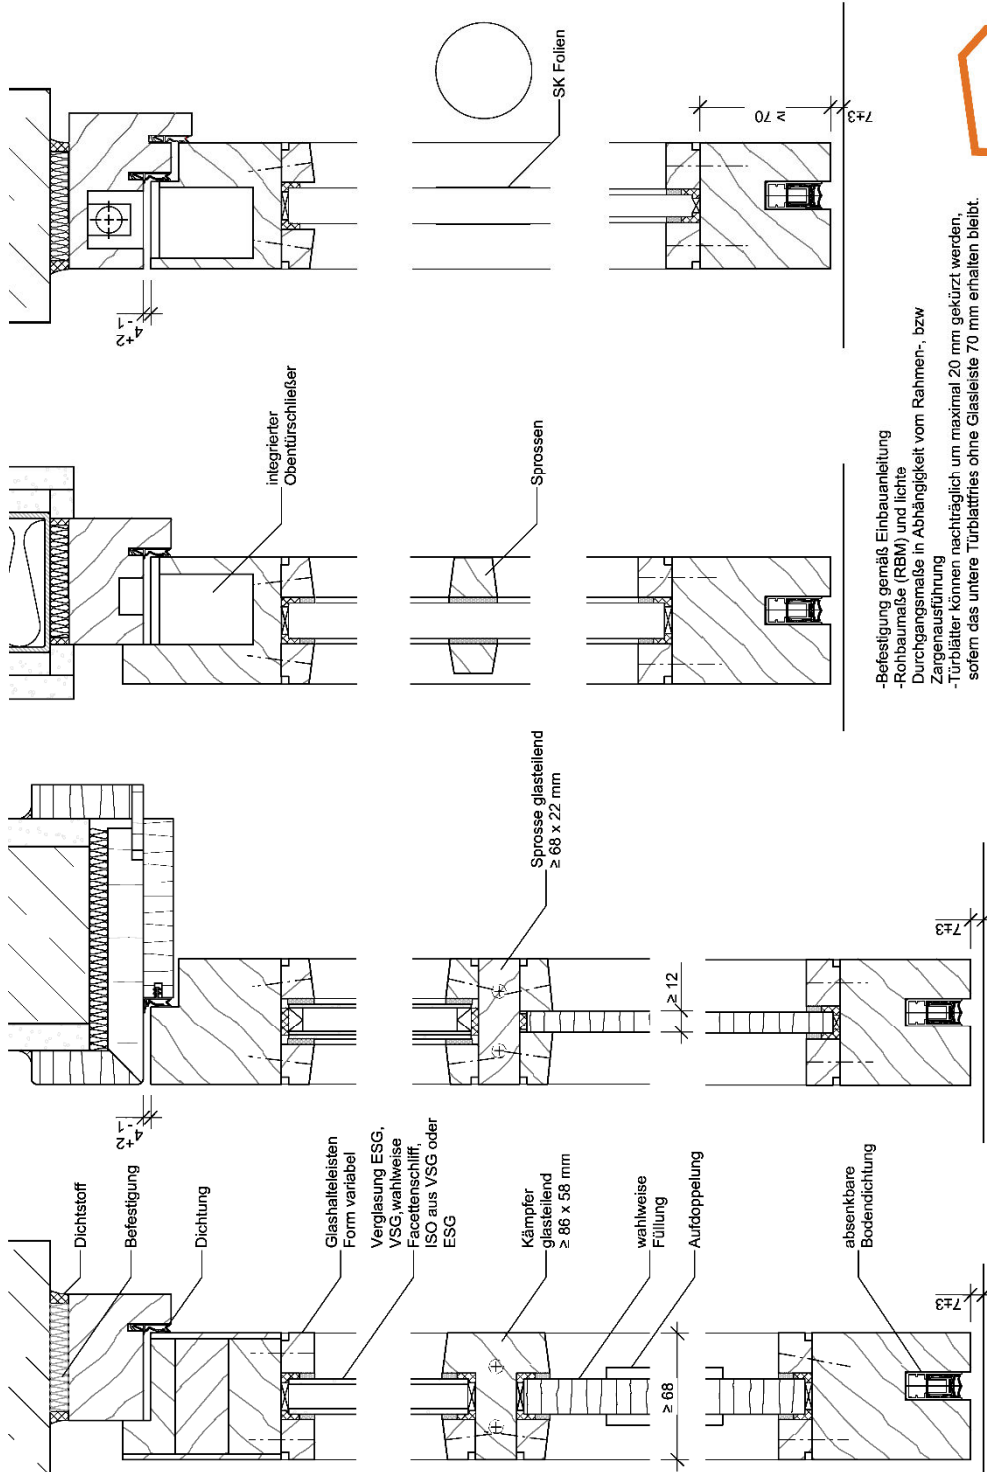 Dichtstoff
Befestigung
Dichtung
Glashalteleisten
Form variabel
Verglasung ESG,
VSG,wahlweise
Facettenschliff,
ISO aus VSG oder
ESG
Kämpfer
glasteilend
≥ 86 x 58 mm
wahlweise
Füllung
Aufdoppelung
≥ 68
absenkbare
Bodendichtung
7±3
4 +2 -1
Sprosse glasteilend
≥ 68 x 22 mm
≥ 12
7±3
integrierter
Obentürschließer
Sprossen
4 +2 -1
SK Folien
≥ 70
7±3
-Befestigung gemäß Einbauanleitung
-Rohbaumaße (RBM) und lichte
Durchgangsmaße in Abhängigkeit vom Rahmen-, bzw
Zargenausführung
-Türblätter können nachträglich um maximal 20 mm gekürzt werden,
sofern das untere Türblattfries ohne Glasleiste 70 mm erhalten bleibt.